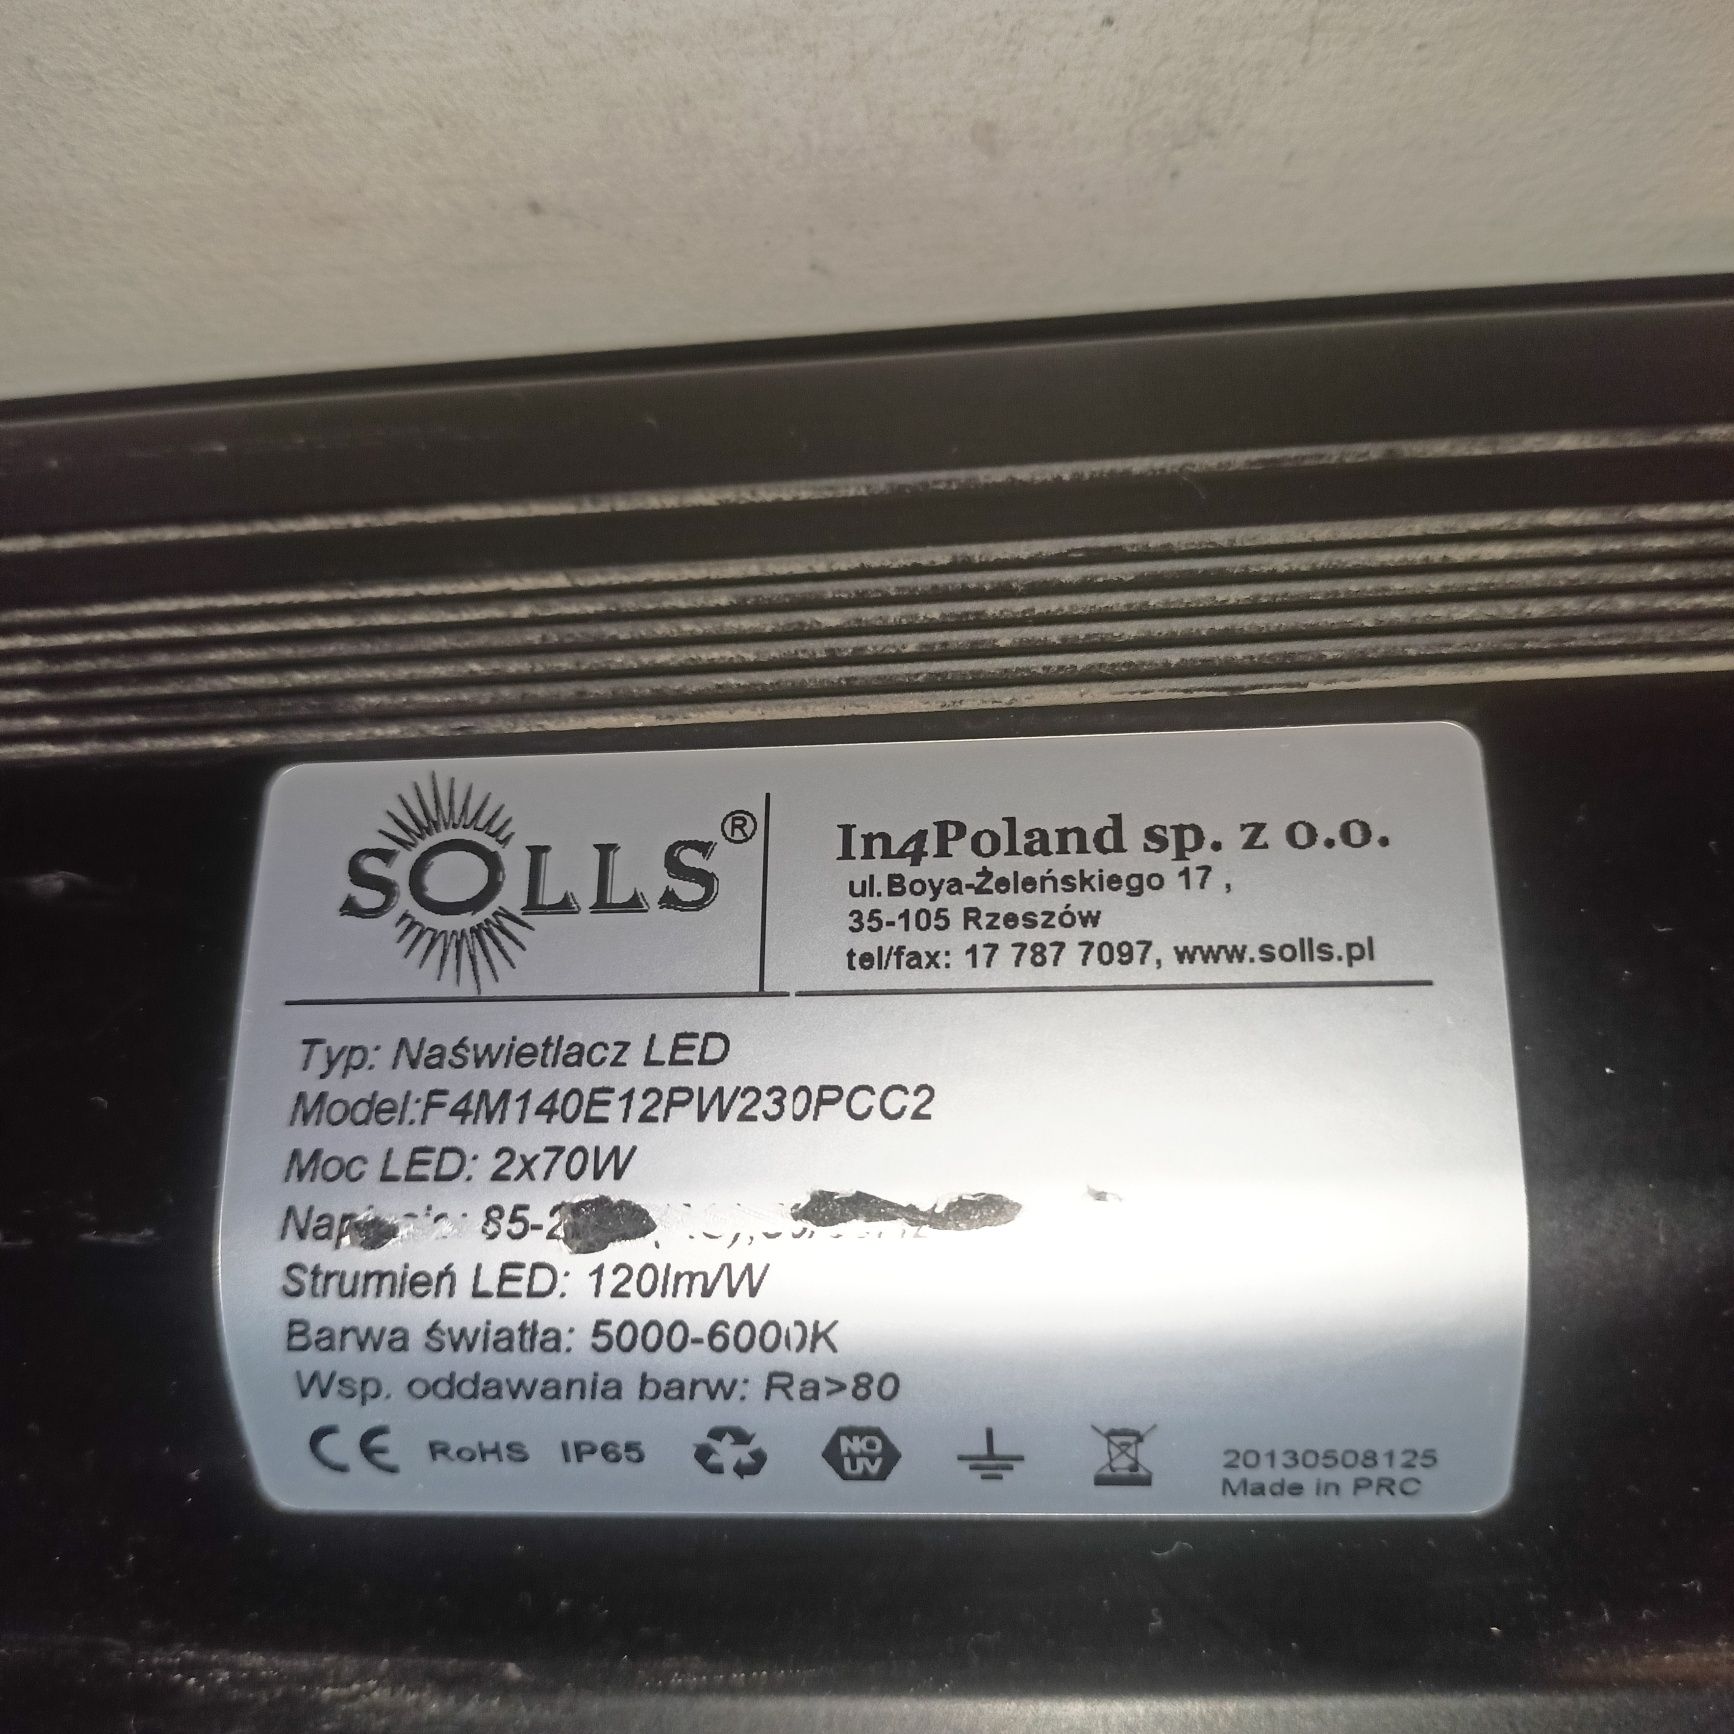 SOLLS®
In4Poland sp. z o.o.
ul.Boya-Żeleńskiego 17 ,
35-105 Rzeszów
tel/fax: 17 787 7097, www.solls.pl
Typ: Naświetlacz LED
Model:F4M140E12PW230PCC2
Moc LED: 2x70W
Strumień LED: 120lm/W
Barwa światła: 5000-6000K
Wsp. oddawania barw: Ra>80
CE RoHS IP65
NO
UV
20130508125
Made in PRC